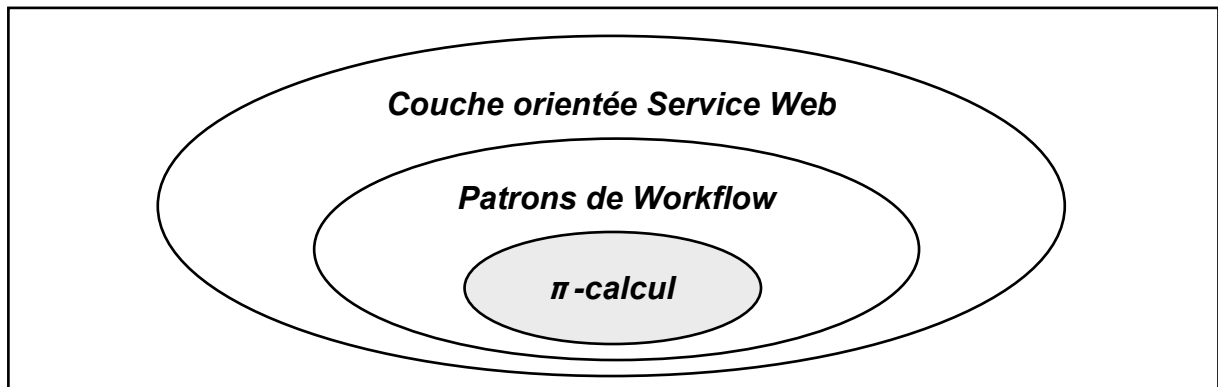 Couche orientée Service Web
Patrons de Workflow
π-calcul